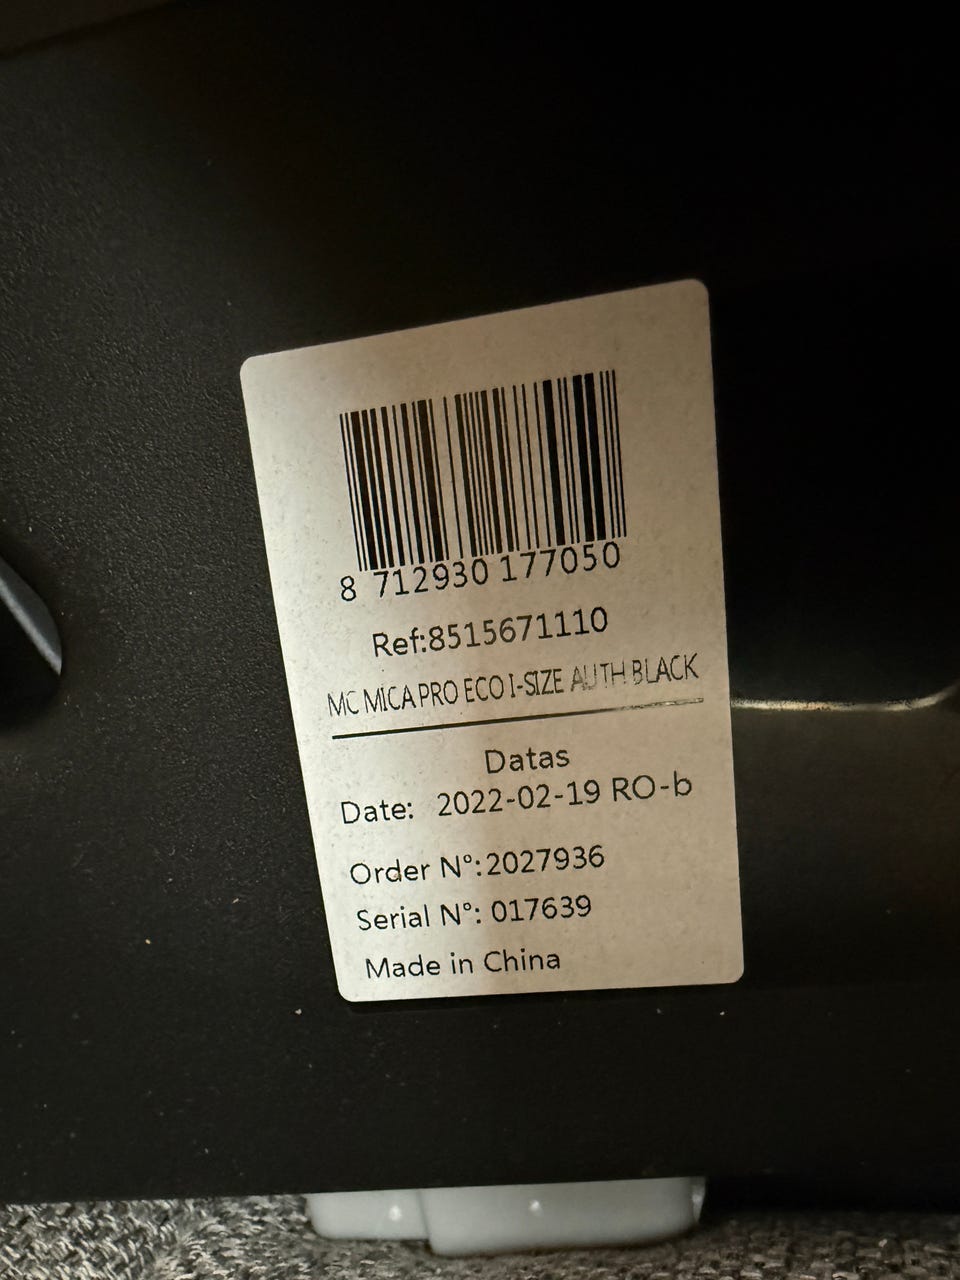 8 712930 177050
Ref:8515671110
MC MICA PRO ECO I-SIZE AUTH BLACK
Datas
Date: 2022-02-19 RO-b
Order N°:2027936
Serial N°: 017639
Made in China